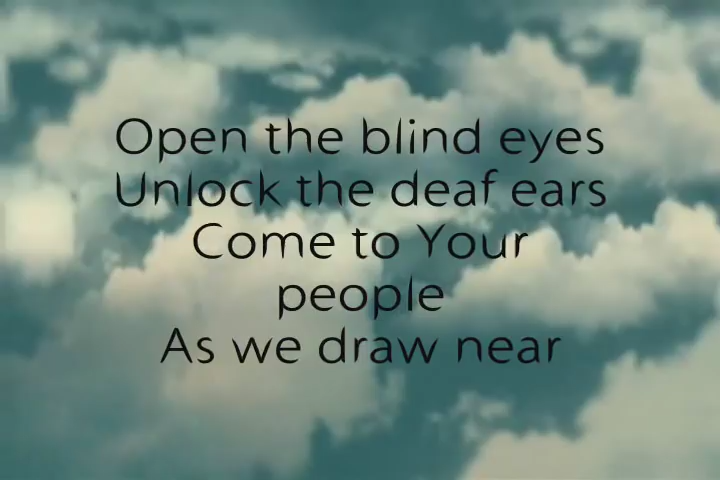 Open the blind eyes
Unlock the deaf ears
Come to Your
people
As we draw near